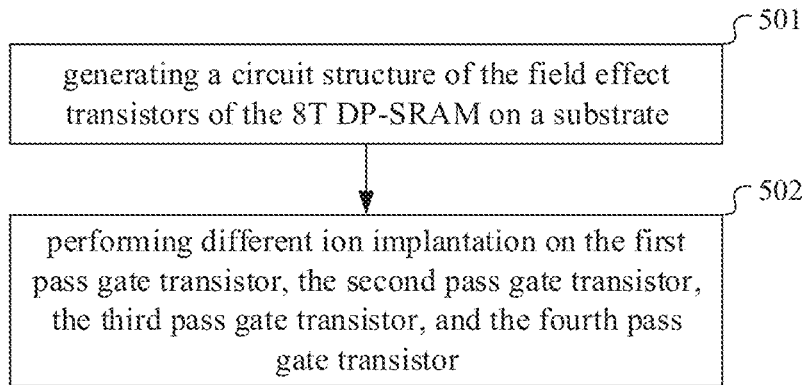 501
generating a circuit structure of the field effect
transistors of the 8T DP-SRAM on a substrate
502
performing different ion implantation on the first
pass gate transistor, the second pass gate transistor,
the third pass gate transistor, and the fourth pass
gate transistor